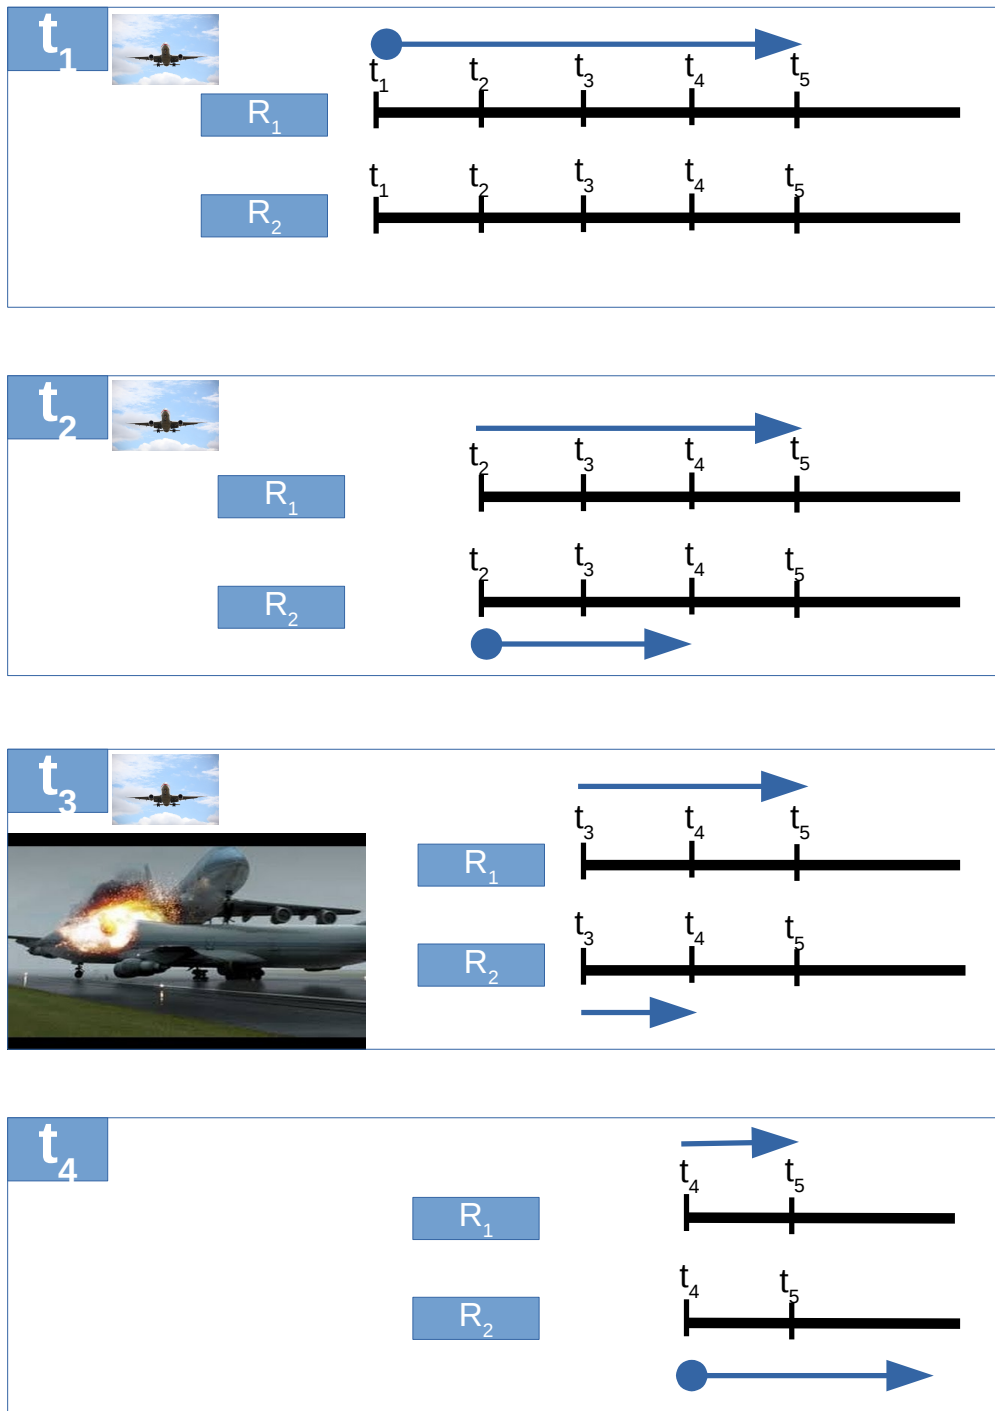 t₁
t₁ t₂ t₃ t₄ t₅
R₁
t₁ t₂ t₃ t₄ t₅
R₂
t₂
t₂ t₃ t₄ t₅
R₁
t₂ t₃ t₄ t₅
R₂
t₃
t₃ t₄ t₅
R₁
t₃ t₄ t₅
R₂
t₄
t₄ t₅
R₁
t₄ t₅
R₂